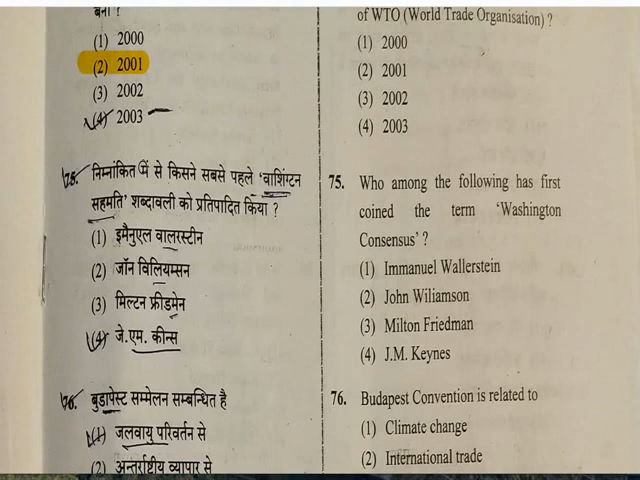 बना ?
(1) 2000
(2) 2001
(3) 2002
(4) 2003
75. निम्नांकित में से किसने सबसे पहले 'वाशिंग्टन
सहमति' शब्दावली को प्रतिपादित किया ?
(1) इमैनुएल वालरस्टीन
(2) जॉन विलियम्सन
(3) मिल्टन फ्रीडमेन
(4) जे.एम. कीन्स
76. बुडापेस्ट सम्मेलन सम्बन्धित है
(1) जलवायु परिवर्तन से
(2) अन्तर्राष्ट्रीय व्यापार से
of WTO (World Trade Organisation) ?
(1) 2000
(2) 2001
(3) 2002
(4) 2003
75. Who among the following has first
coined the term 'Washington
Consensus' ?
(1) Immanuel Wallerstein
(2) John Wiliamson
(3) Milton Friedman
(4) J.M. Keynes
76. Budapest Convention is related to
(1) Climate change
(2) International trade